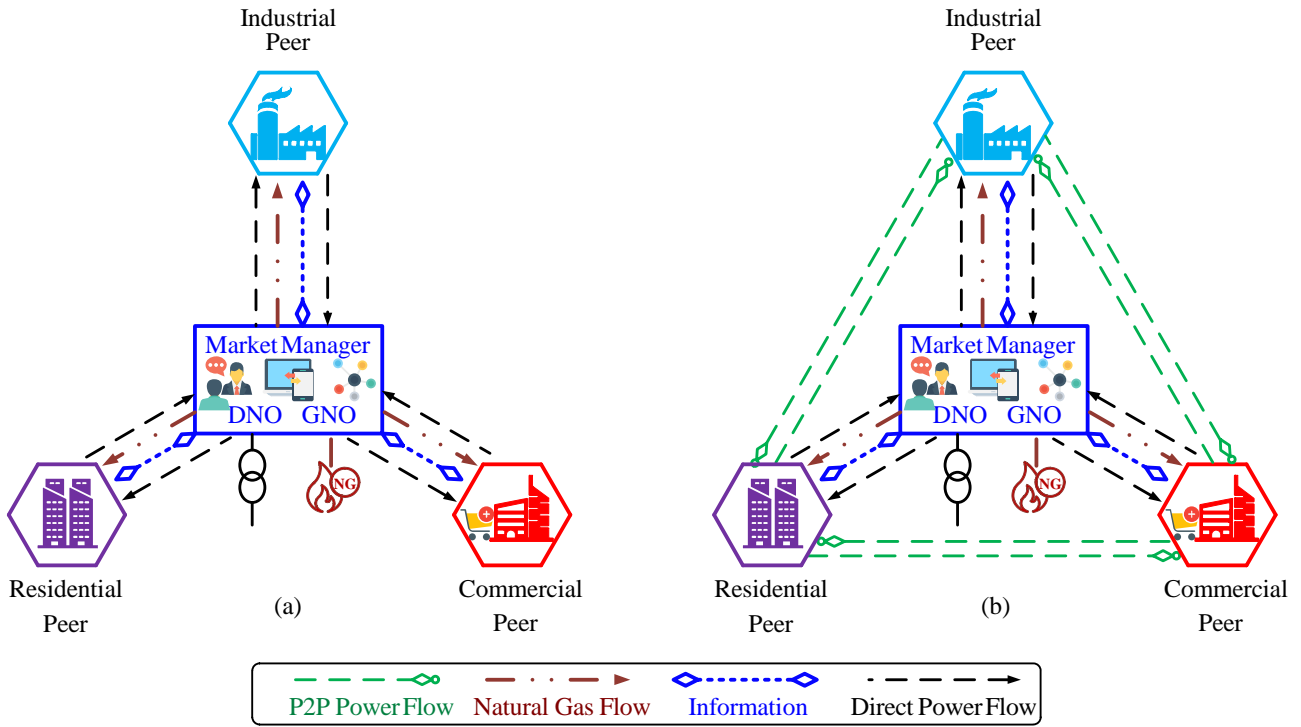 Industrial
Peer
Market Manager
DNO GNO
NG
Residential
Peer
(a)
Commercial
Peer
Industrial
Peer
Market Manager
DNO GNO
NG
Residential
Peer
(b)
Commercial
Peer
P2P Power Flow
Natural Gas Flow
Information
Direct Power Flow